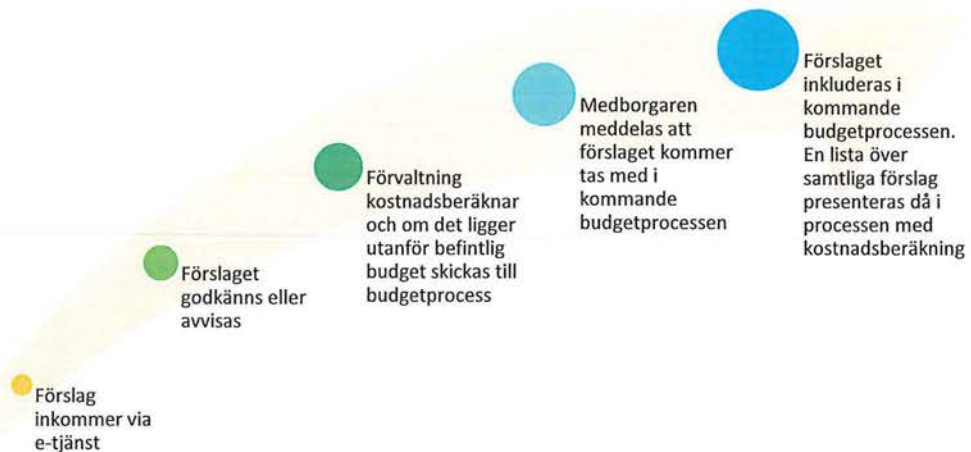 Förslag
inkommer via
e-tjänst
Förslaget
godkänns eller
avvisas
Förvaltning
kostnadsberäknar
och om det ligger
utanför befintlig
budget skickas till
budgetprocess
Medborgaren
meddelas att
förslaget kommer
tas med i
kommande
budgetprocessen
Förslaget
inkluderas i
kommande
budgetprocessen.
En lista över
samtliga förslag
presenteras då i
processen med
kostnadsberäkning